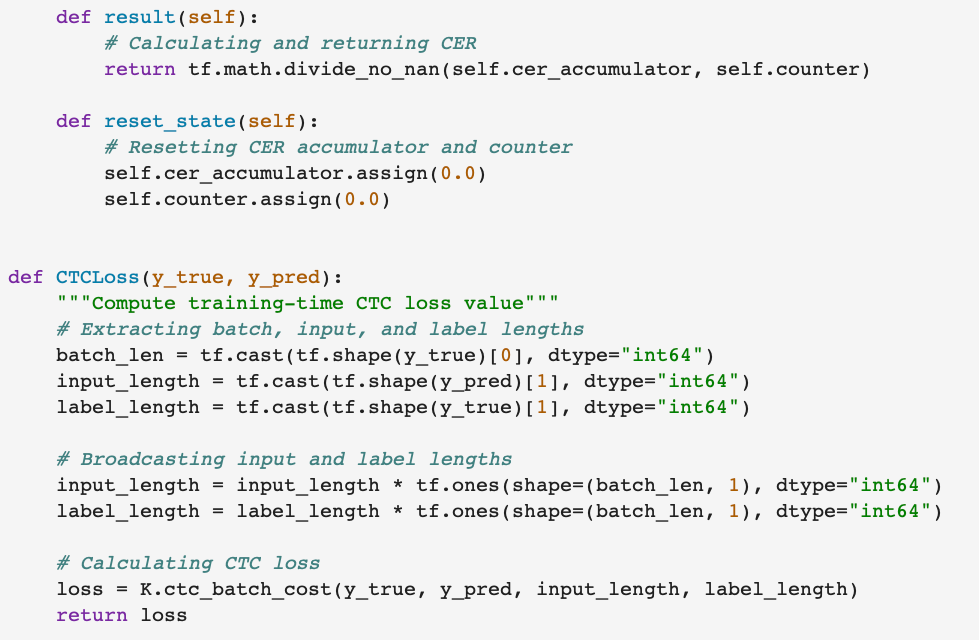 def result(self):
        # Calculating and returning CER
        return tf.math.divide_no_nan(self.cer_accumulator, self.counter)

    def reset_state(self):
        # Resetting CER accumulator and counter
        self.cer_accumulator.assign(0.0)
        self.counter.assign(0.0)


def CTCLoss(y_true, y_pred):
    """Compute training-time CTC loss value"""
    # Extracting batch, input, and label lengths
    batch_len = tf.cast(tf.shape(y_true)[0], dtype="int64")
    input_length = tf.cast(tf.shape(y_pred)[1], dtype="int64")
    label_length = tf.cast(tf.shape(y_true)[1], dtype="int64")

    # Broadcasting input and label lengths
    input_length = input_length * tf.ones(shape=(batch_len, 1), dtype="int64")
    label_length = label_length * tf.ones(shape=(batch_len, 1), dtype="int64")

    # Calculating CTC loss
    loss = K.ctc_batch_cost(y_true, y_pred, input_length, label_length)
    return loss